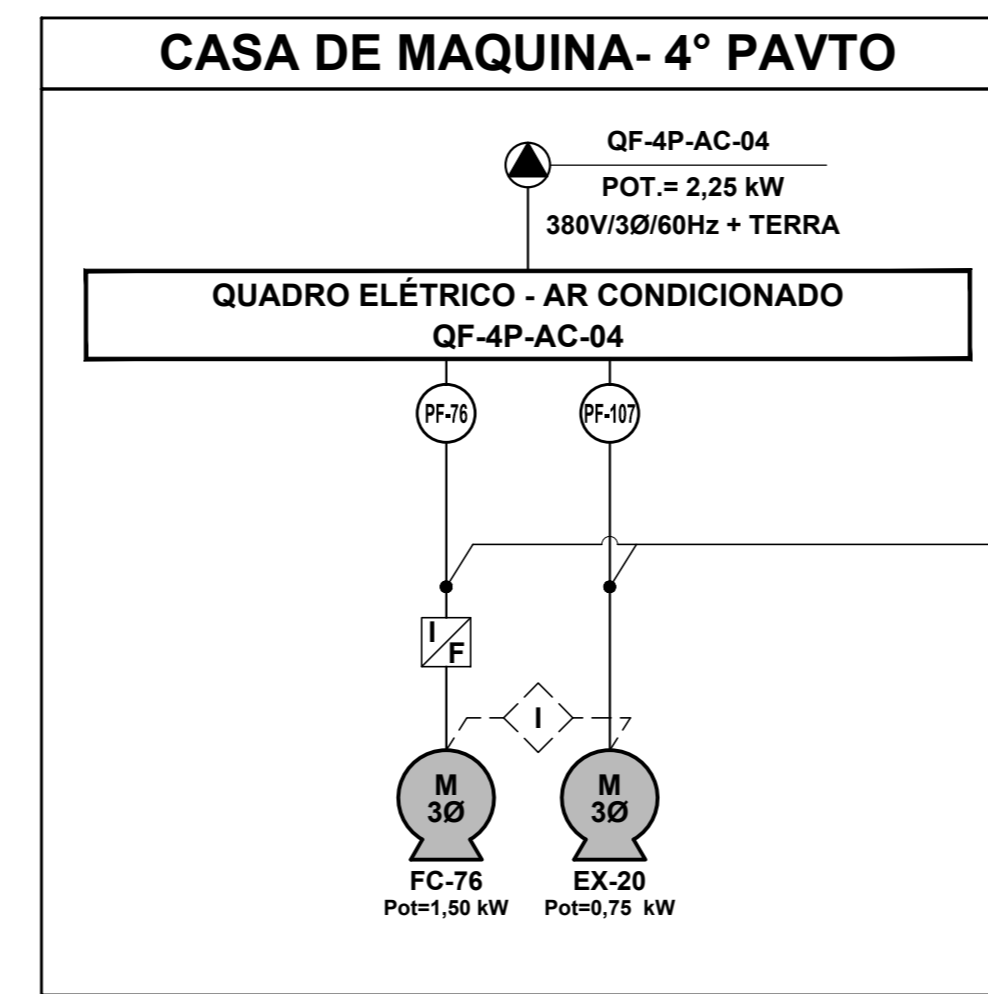 CASA DE MAQUINA- 4° PAVTO
QF-4P-AC-04
POT.= 2,25 kW
380V/3Ø/60Hz + TERRA
QUADRO ELÉTRICO - AR CONDICIONADO
QF-4P-AC-04
PF-76
PF-107
I
F
I
M
3Ø
M
3Ø
FC-76
Pot=1,50 kW
EX-20
Pot=0,75 kW